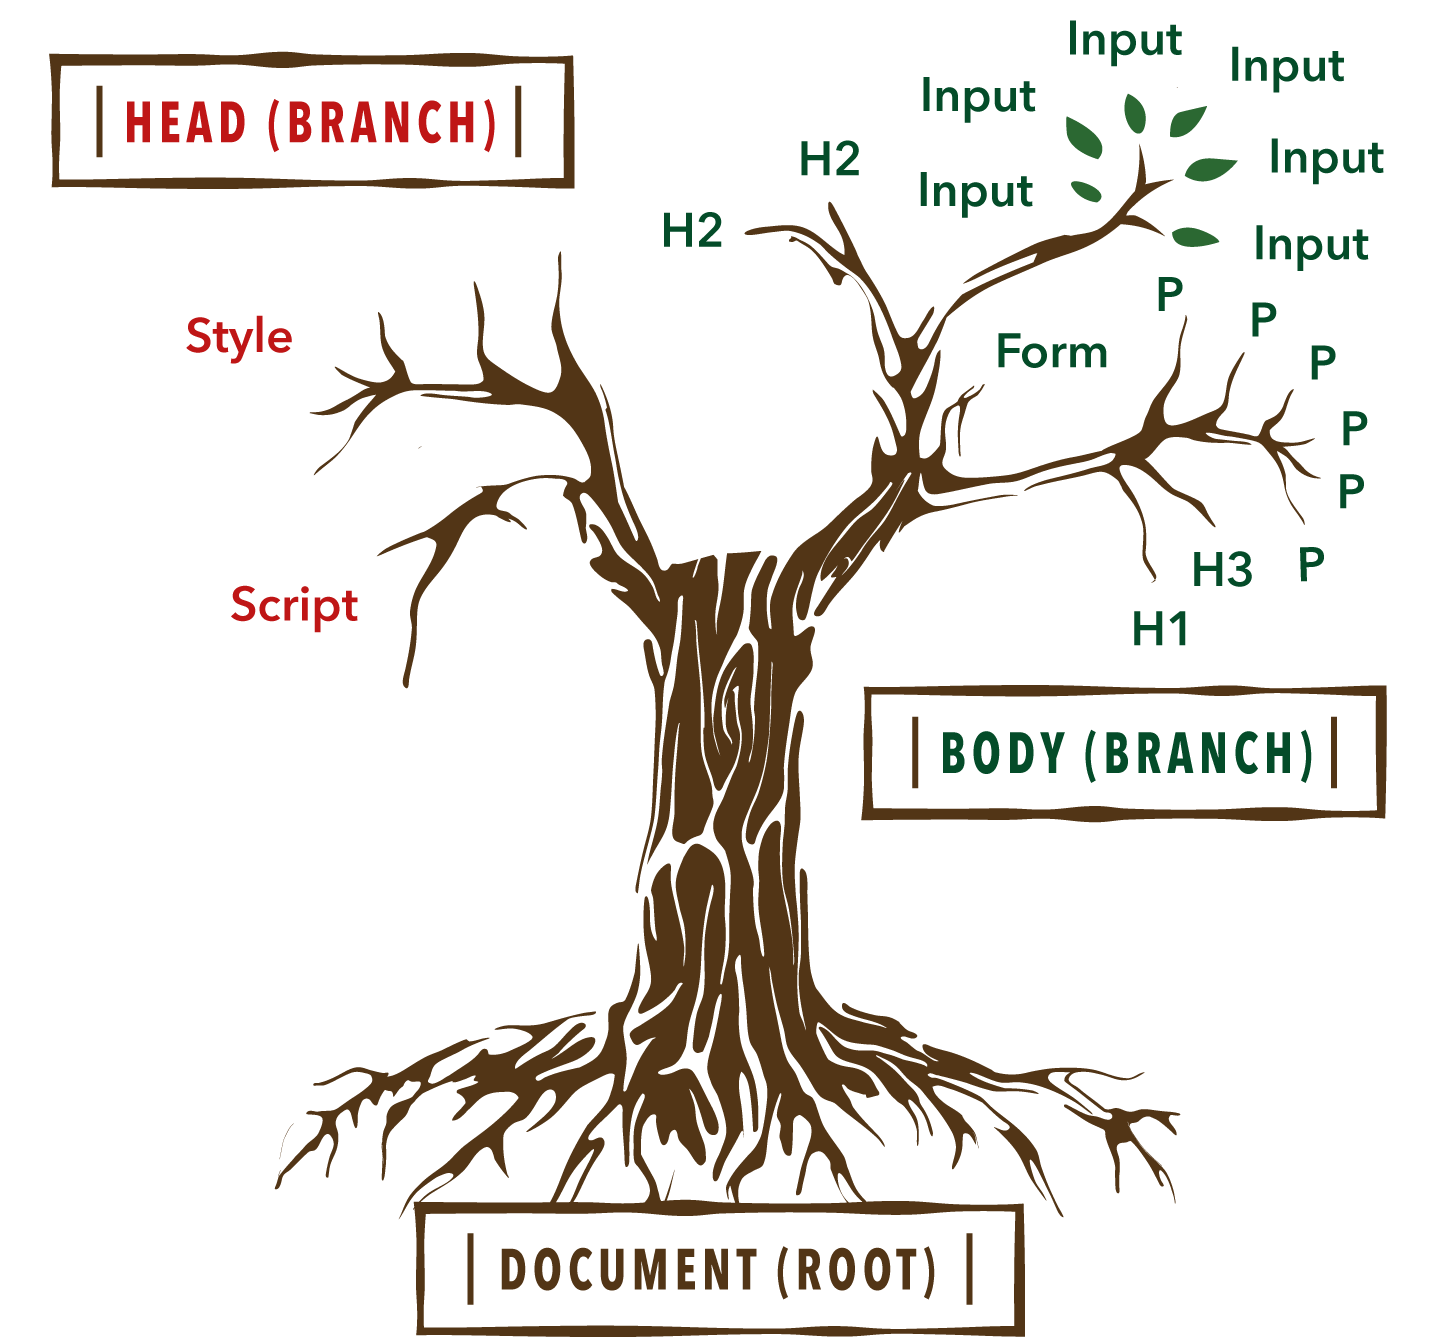 Input
Input
Input
HEAD (BRANCH)
H2
Input
Input
H2
Input
P
P
Style
Form
P
P
P
H3
P
Script
H1
BODY (BRANCH)
DOCUMENT (ROOT)